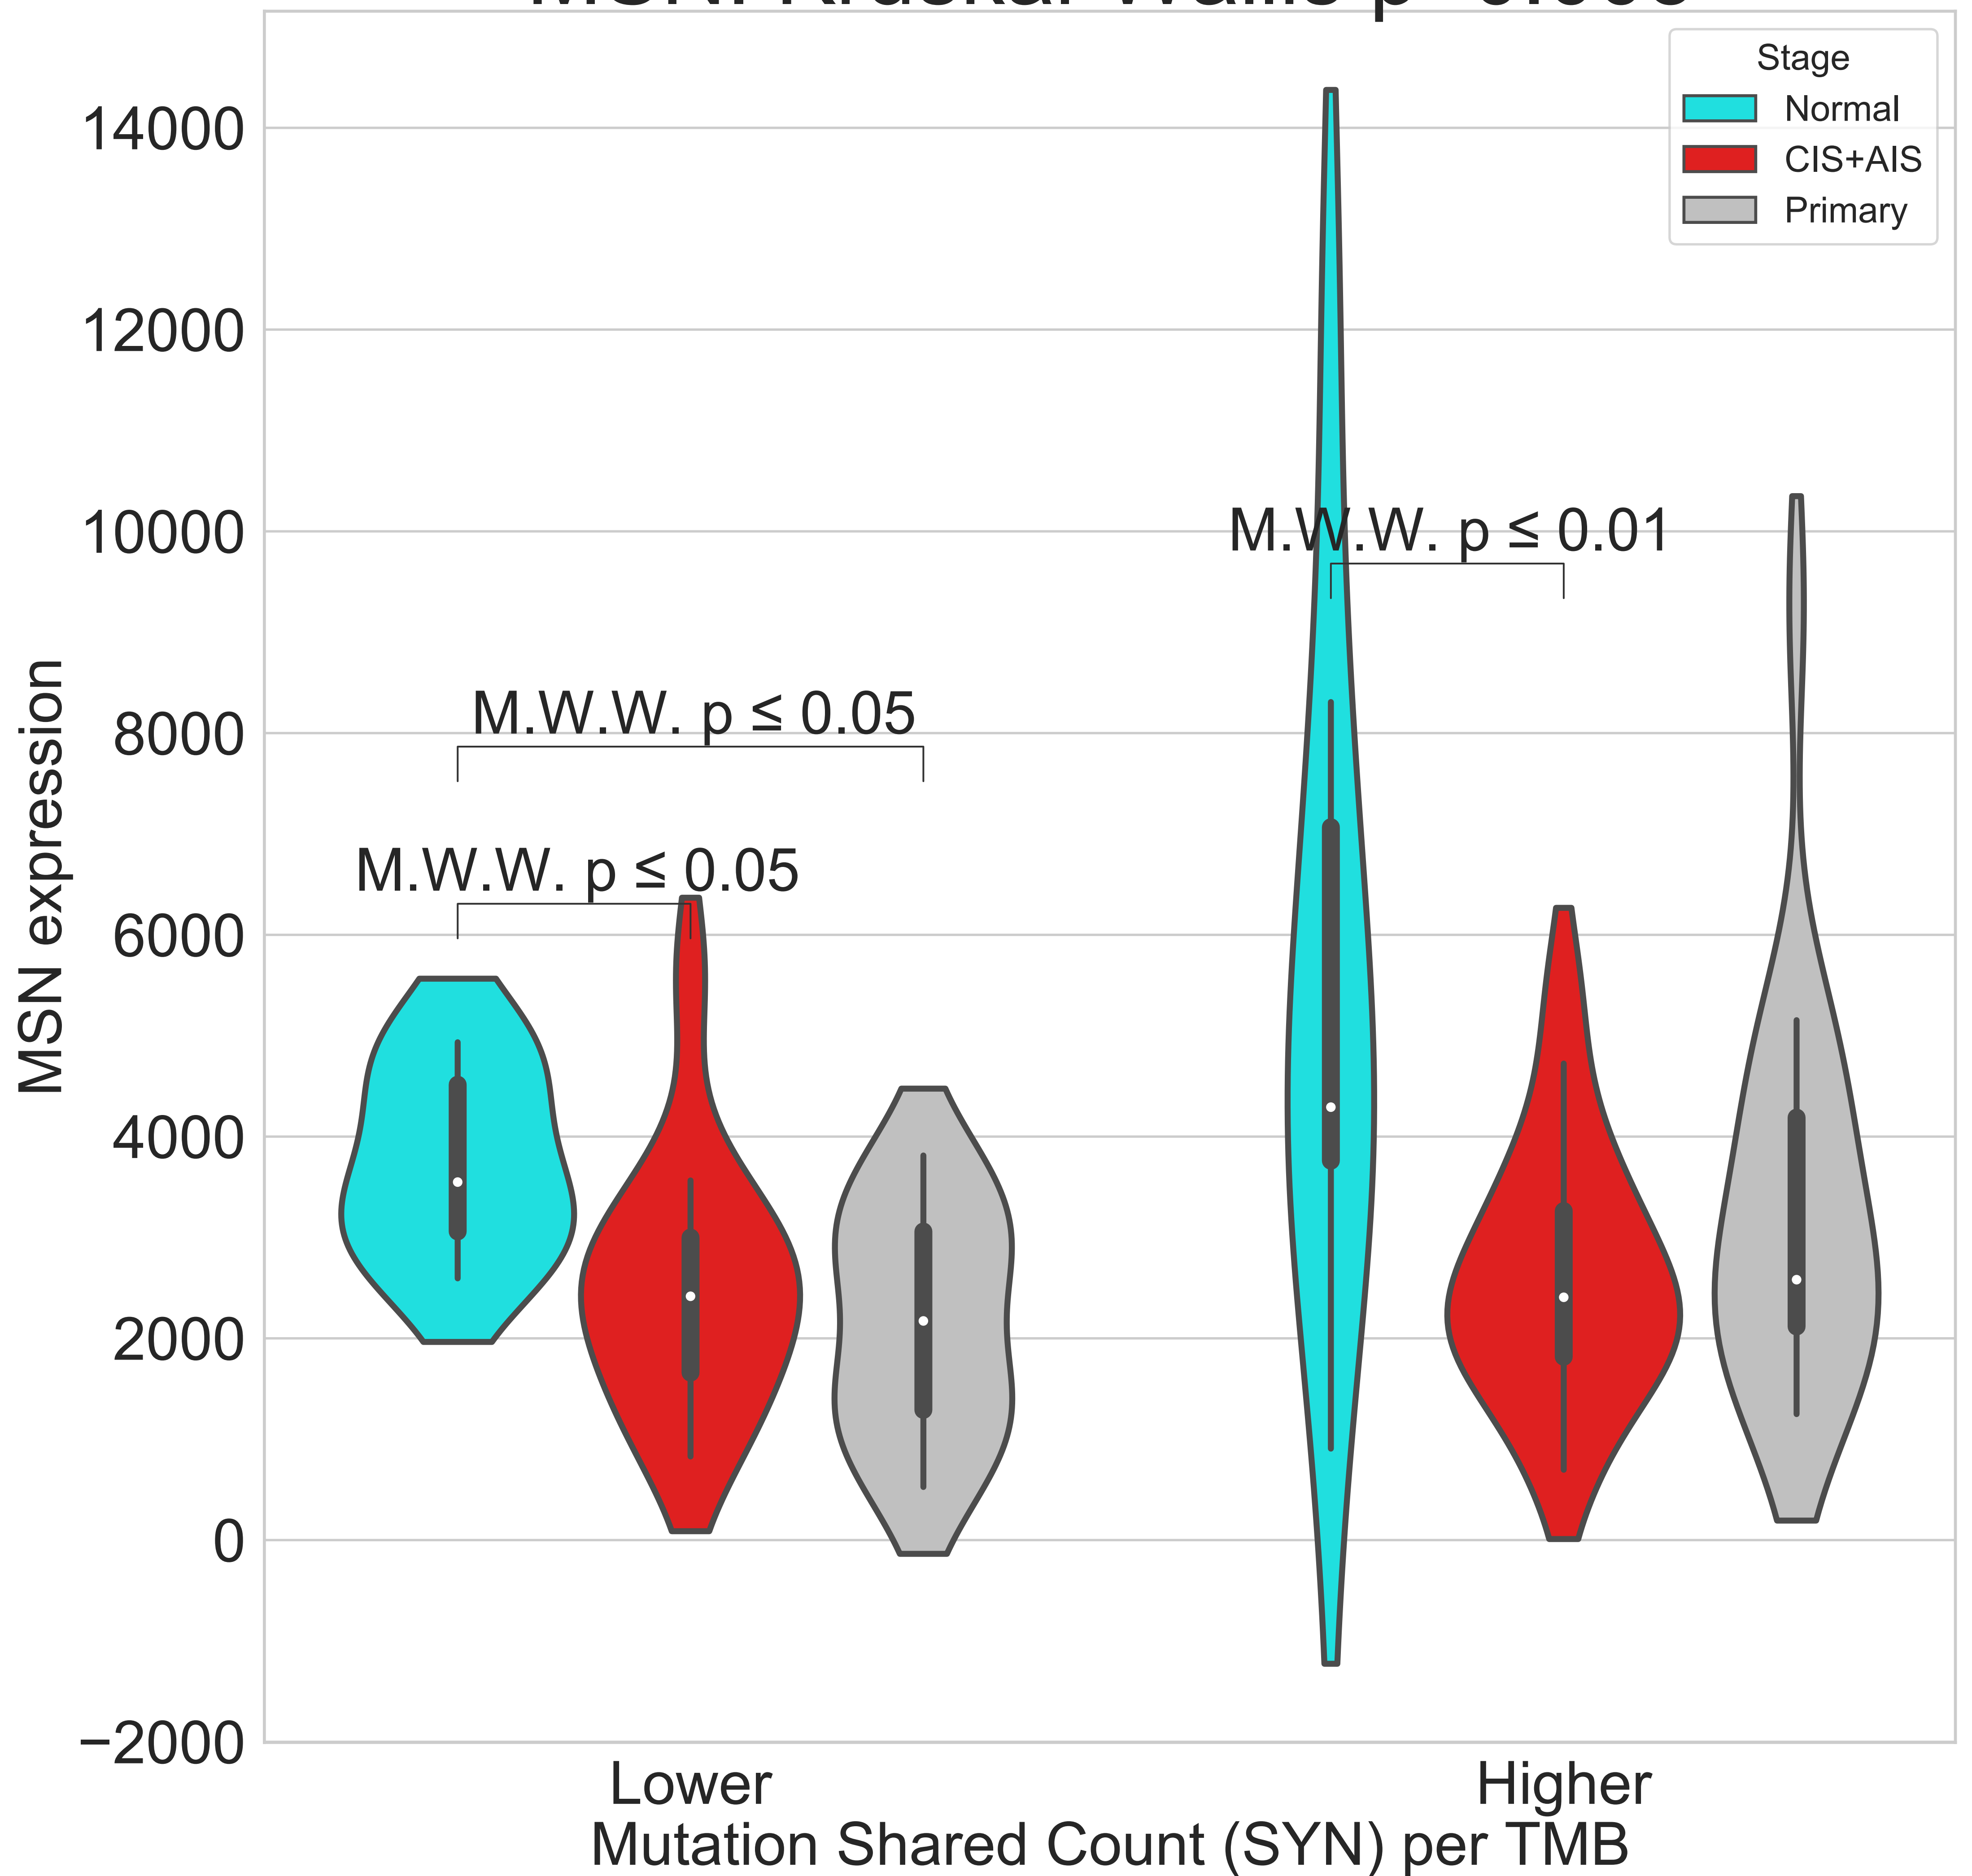 Stage
Normal
CIS+AIS
Primary
14000
12000
10000
8000
6000
4000
2000
0
−2000
MSN expression
M.W.W. p ≤ 0.01
M.W.W. p ≤ 0.05
M.W.W. p ≤ 0.05
Lower
Higher
Mutation Shared Count (SYN) per TMB